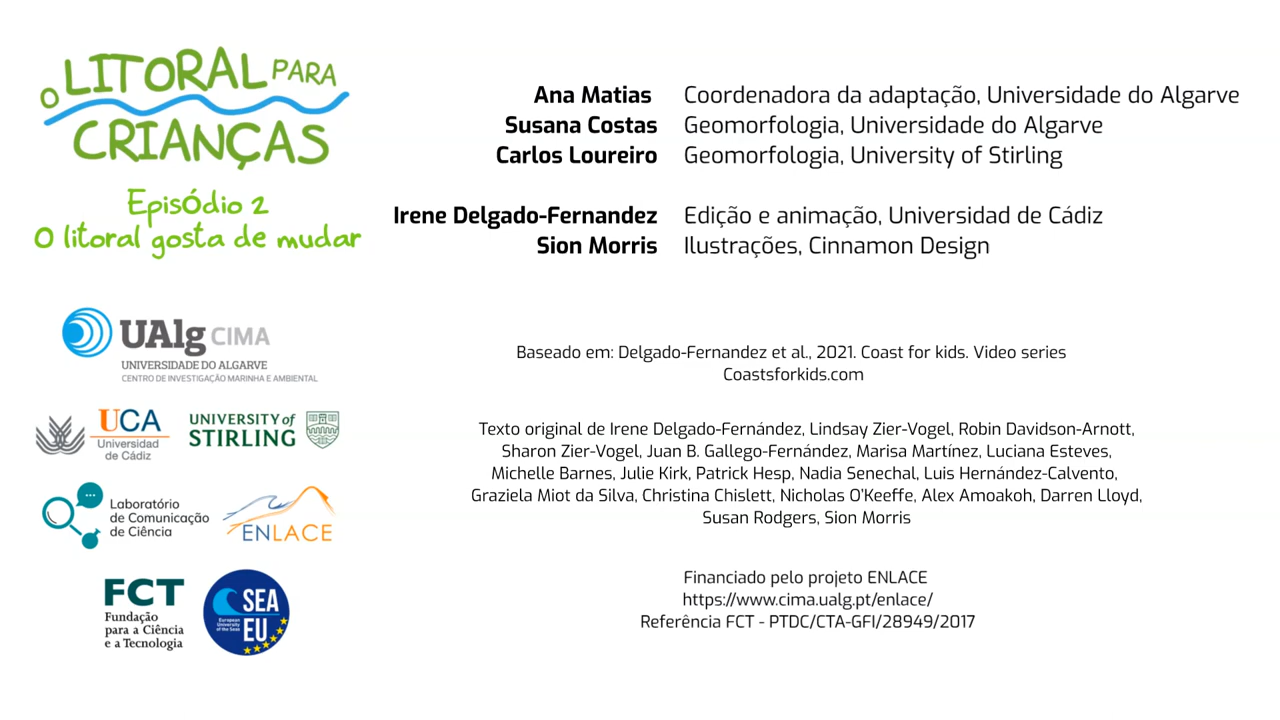 O LITORAL PARA
CRIANÇAS
Episódio 2
O litoral gosta de mudar
Ana Matias Coordenadora da adaptação, Universidade do Algarve
Susana Costas Geomorfologia, Universidade do Algarve
Carlos Loureiro Geomorfologia, University of Stirling
Irene Delgado-Fernandez Edição e animação, Universidad de Cádiz
Sion Morris Ilustrações, Cinnamon Design
UAlg CIMA
UNIVERSIDADE DO ALGARVE
CENTRO DE INVESTIGAÇÃO MARINHA E AMBIENTAL
UCA
Universidad
de Cádiz
UNIVERSITY of
STIRLING
Laboratório
de Comunicação
de Ciência
ENLACE
FCT
Fundação
para a Ciência
e a Tecnologia
SEA
EU
European
University
of the Seas
Baseado em: Delgado-Fernandez et al., 2021. Coast for kids. Video series
Coastsforkids.com
Texto original de Irene Delgado-Fernández, Lindsay Zier-Vogel, Robin Davidson-Arnott,
Sharon Zier-Vogel, Juan B. Gallego-Fernández, Marisa Martínez, Luciana Esteves,
Michelle Barnes, Julie Kirk, Patrick Hesp, Nadia Senechal, Luis Hernández-Calvento,
Graziela Miot da Silva, Christina Chislett, Nicholas O'Keeffe, Alex Amoakoh, Darren Lloyd,
Susan Rodgers, Sion Morris
Financiado pelo projeto ENLACE
https://www.cima.ualg.pt/enlace/
Referência FCT - PTDC/CTA-GFI/28949/2017